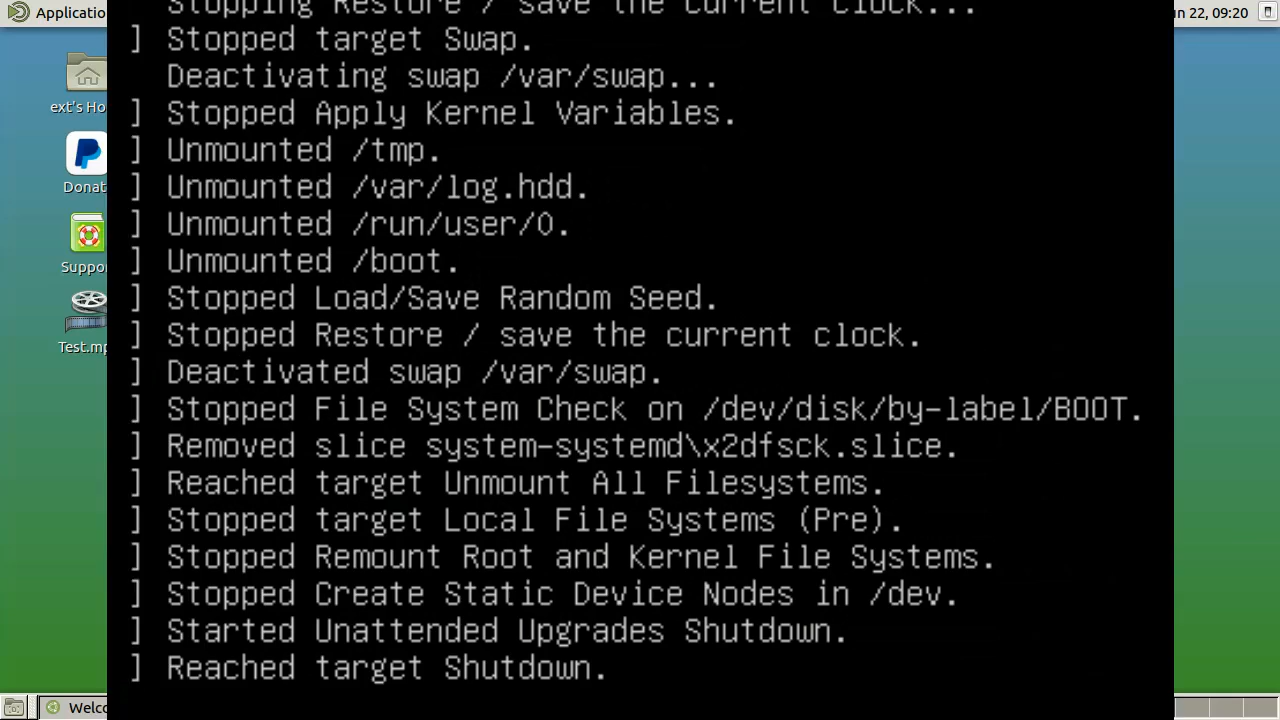 Applicatio
un 22, 09:20
Stopping Restore / save the current clock...
] Stopped target Swap.
Deactivating swap /var/swap...
] Stopped Apply Kernel Variables.
] Unmounted /tmp.
] Unmounted /var/log.hdd.
] Unmounted /run/user/0.
] Unmounted /boot.
] Stopped Load/Save Random Seed.
] Stopped Restore / save the current clock.
] Deactivated swap /var/swap.
] Stopped File System Check on /dev/disk/by-label/BOOT.
] Removed slice system-systemd\x2dfsck.slice.
] Reached target Unmount All Filesystems.
] Stopped target Local File Systems (Pre).
] Stopped Remount Root and Kernel File Systems.
] Stopped Create Static Device Nodes in /dev.
] Started Unattended Upgrades Shutdown.
] Reached target Shutdown.
ext's Ho
Donat
Suppo
Test.mp
Welco